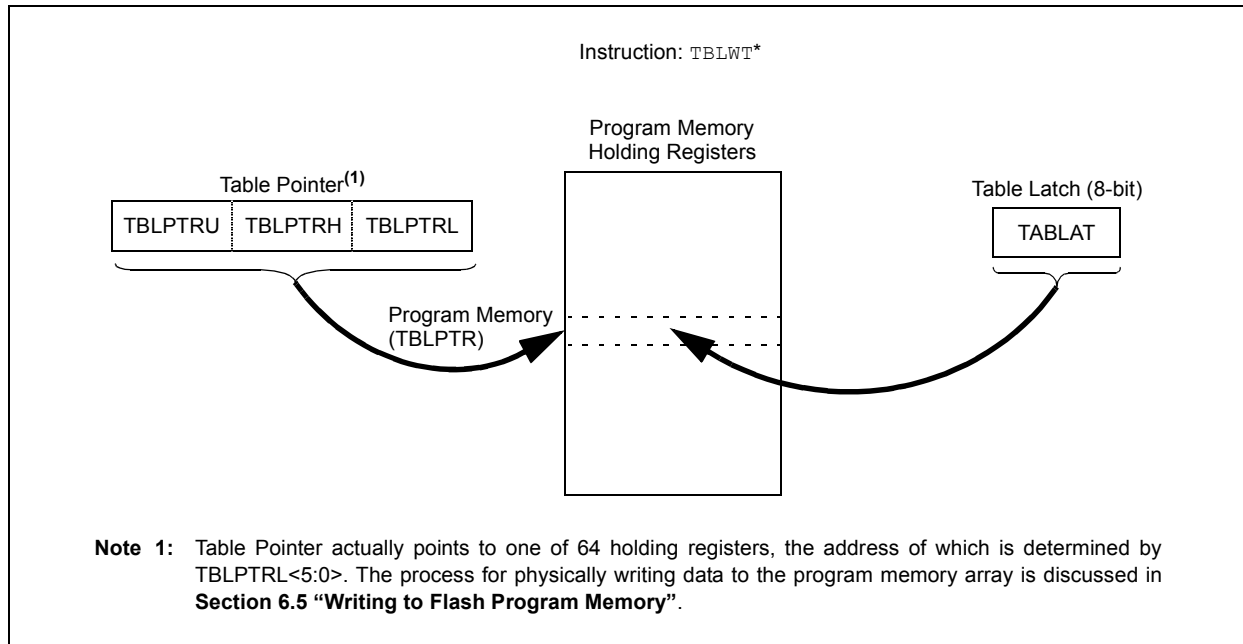 Instruction: TBLWT*
Program Memory
Holding Registers
Table Pointer(1)
Table Latch (8-bit)
TBLPTRU TBLPTRH TBLPTRL
TABLAT
Program Memory
(TBLPTR)
Note 1: Table Pointer actually points to one of 64 holding registers, the address of which is determined by
TBLPTRL<5:0>. The process for physically writing data to the program memory array is discussed in
Section 6.5 “Writing to Flash Program Memory”.